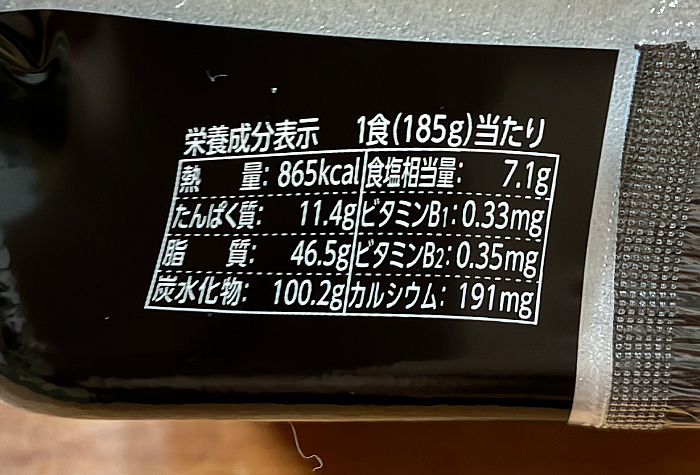 栄養成分表示 1食(185g)当たり
熱量: 865kcal 食塩相当量: 7.1g
たんぱく質: 11.4g ビタミンB1: 0.33mg
脂質: 46.5g ビタミンB2: 0.35mg
炭水化物: 100.2g カルシウム: 191mg